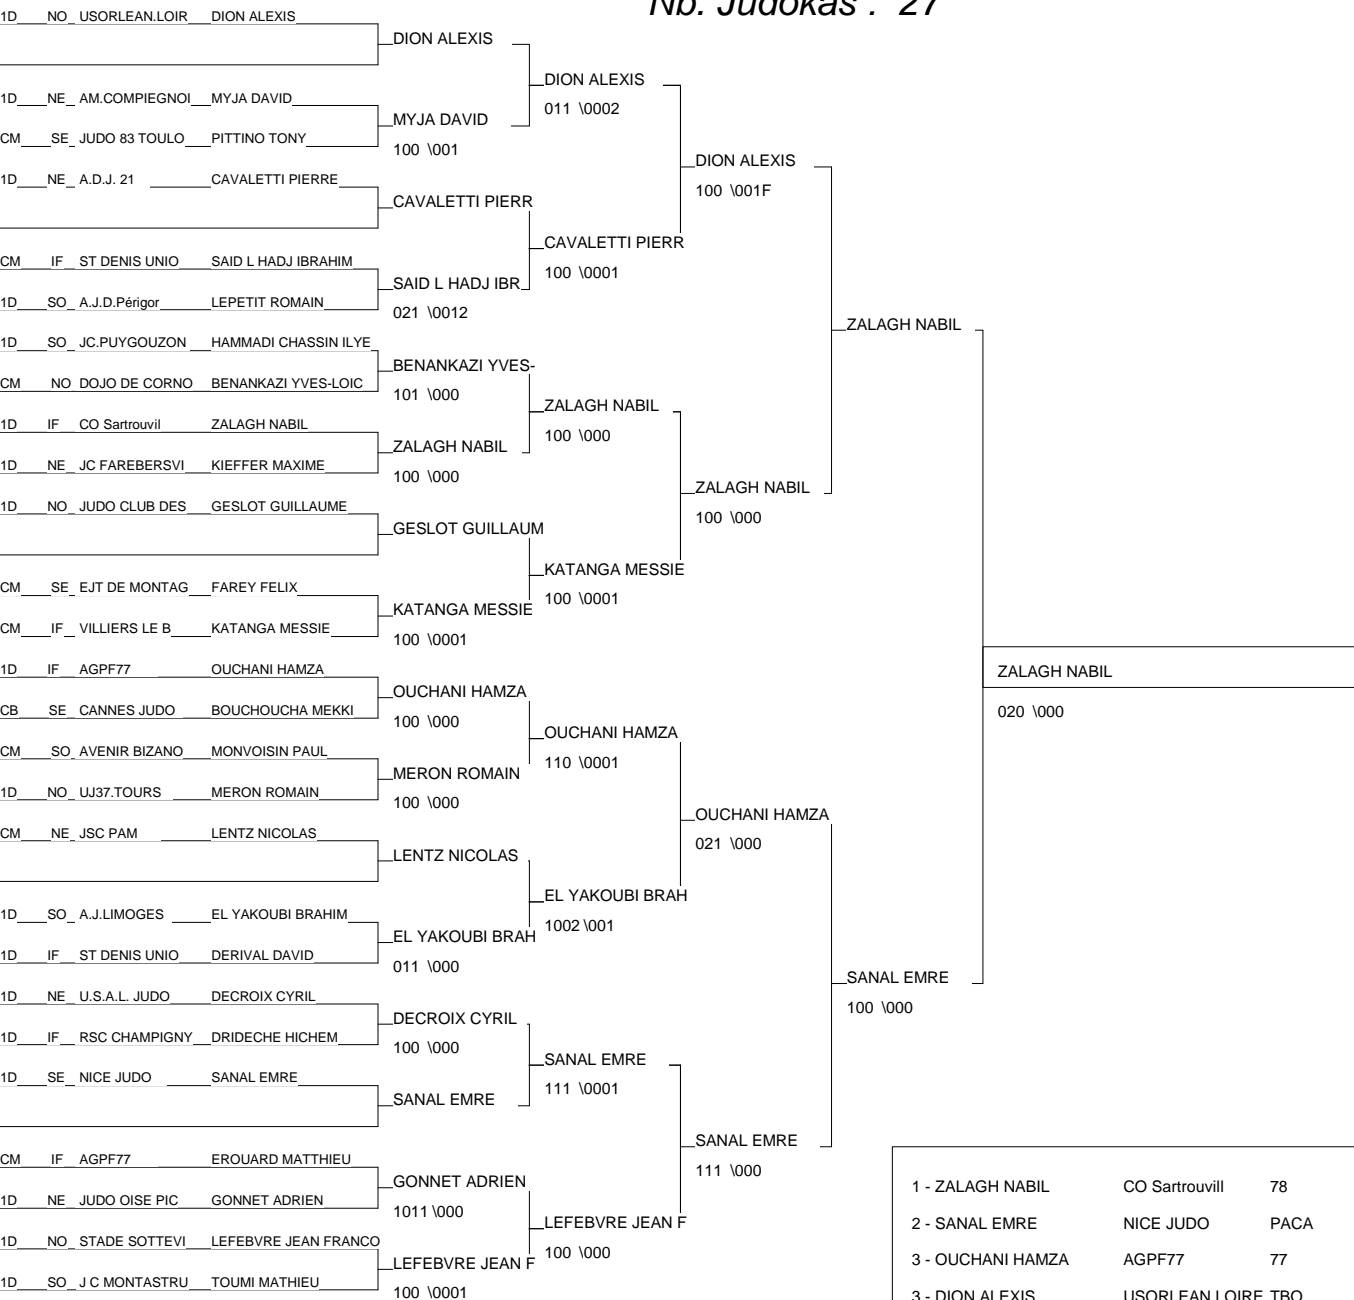 Nb. Judokas : 27
1D NO USORLEAN.LOIR DION ALEXIS
DION ALEXIS
DION ALEXIS
011 \0002
1D NE AM.COMPIEGNOI MYJA DAVID
MYJA DAVID
100 \001
CM SE JUDO 83 TOULO PITTINO TONY
DION ALEXIS
100 \001F
1D NE A.D.J. 21 CAVALETTI PIERRE
CAVALETTI PIERR
CAVALETTI PIERR
100 \0001
CM IF ST DENIS UNIO SAID L HADJ IBRAHIM
SAID L HADJ IBR
021 \0012
1D SO A.J.D.Périgor LEPETIT ROMAIN
ZALAGH NABIL
1D SO JC.PUYGOUZON HAMMADI CHASSIN ILYE
BENANKAZI YVES-
101 \000
CM NO DOJO DE CORNO BENANKAZI YVES-LOIC
ZALAGH NABIL
100 \000
1D IF CO Sartrouvil ZALAGH NABIL
ZALAGH NABIL
100 \000
1D NE JC FAREBERSVI KIEFFER MAXIME
ZALAGH NABIL
100 \000
1D NO JUDO CLUB DES GESLOT GUILLAUME
GESLOT GUILLAUM
KATANGA MESSIE
100 \0001
CM SE EJT DE MONTAG FAREY FELIX
KATANGA MESSIE
100 \0001
CM IF VILLIERS LE B KATANGA MESSIE
ZALAGH NABIL
020 \000
1D IF AGPF77 OUCHANI HAMZA
OUCHANI HAMZA
100 \000
CB SE CANNES JUDO BOUCHOUCHA MEKKI
OUCHANI HAMZA
110 \0001
CM SO AVENIR BIZANO MONVOISIN PAUL
MERON ROMAIN
100 \000
1D NO UJ37.TOURS MERON ROMAIN
OUCHANI HAMZA
021 \000
CM NE JSC PAM LENTZ NICOLAS
LENTZ NICOLAS
EL YAKOUBI BRAH
1002 \001
1D SO A.J.LIMOGES EL YAKOUBI BRAHIM
EL YAKOUBI BRAH
011 \000
1D IF ST DENIS UNIO DERIVAL DAVID
SANAL EMRE
100 \000
1D NE U.S.A.L. JUDO DECROIX CYRIL
DECROIX CYRIL
100 \000
1D IF RSC CHAMPIGNY DRIDECHE HICHEM
SANAL EMRE
111 \0001
1D SE NICE JUDO SANAL EMRE
SANAL EMRE
SANAL EMRE
111 \000
CM IF AGPF77 EROUARD MATTHIEU
GONNET ADRIEN
1011 \000
1D NE JUDO OISE PIC GONNET ADRIEN
LEFEBVRE JEAN F
100 \000
1D NO STADE SOTTEVI LEFEBVRE JEAN FRANCO
LEFEBVRE JEAN F
100 \0001
1D SO J C MONTASTRU TOUMI MATHIEU
1 - ZALAGH NABIL CO Sartrouvill 78
2 - SANAL EMRE NICE JUDO PACA
3 - OUCHANI HAMZA AGPF77 77
3 - DION ALEXIS USORLEAN.LOIRE TBO